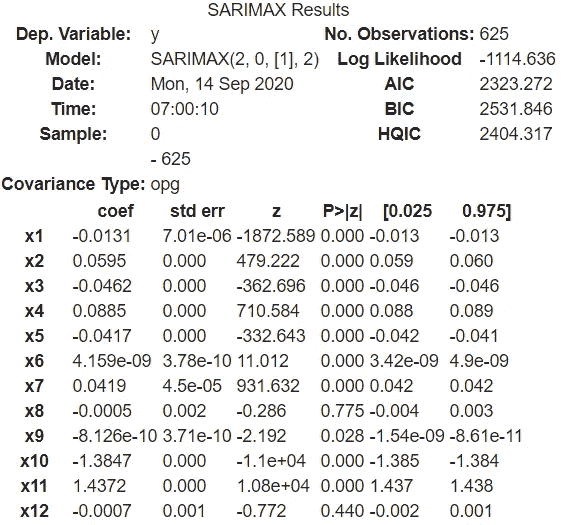 SARIMAX Results
Dep. Variable: y No. Observations: 625
Model: SARIMAX(2, 0, [1], 2) Log Likelihood -1114.636
Date: Mon, 14 Sep 2020 AIC 2323.272
Time: 07:00:10 BIC 2531.846
Sample: 0 HQIC 2404.317
- 625
Covariance Type: opg
coef std err z P>|z| [0.025 0.975]
x1 -0.0131 7.01e-06 -1872.589 0.000 -0.013 -0.013
x2 0.0595 0.000 479.222 0.000 0.059 0.060
x3 -0.0462 0.000 -362.696 0.000 -0.046 -0.046
x4 0.0885 0.000 710.584 0.000 0.088 0.089
x5 -0.0417 0.000 -332.643 0.000 -0.042 -0.041
x6 4.159e-09 3.78e-10 11.012 0.000 3.42e-09 4.9e-09
x7 0.0419 4.5e-05 931.632 0.000 0.042 0.042
x8 -0.0005 0.002 -0.286 0.775 -0.004 0.003
x9 -8.126e-10 3.71e-10 -2.192 0.028 -1.54e-09 -8.61e-11
x10 -1.3847 0.000 -1.1e+04 0.000 -1.385 -1.384
x11 1.4372 0.000 1.08e+04 0.000 1.437 1.438
x12 -0.0007 0.001 -0.772 0.440 -0.002 0.001